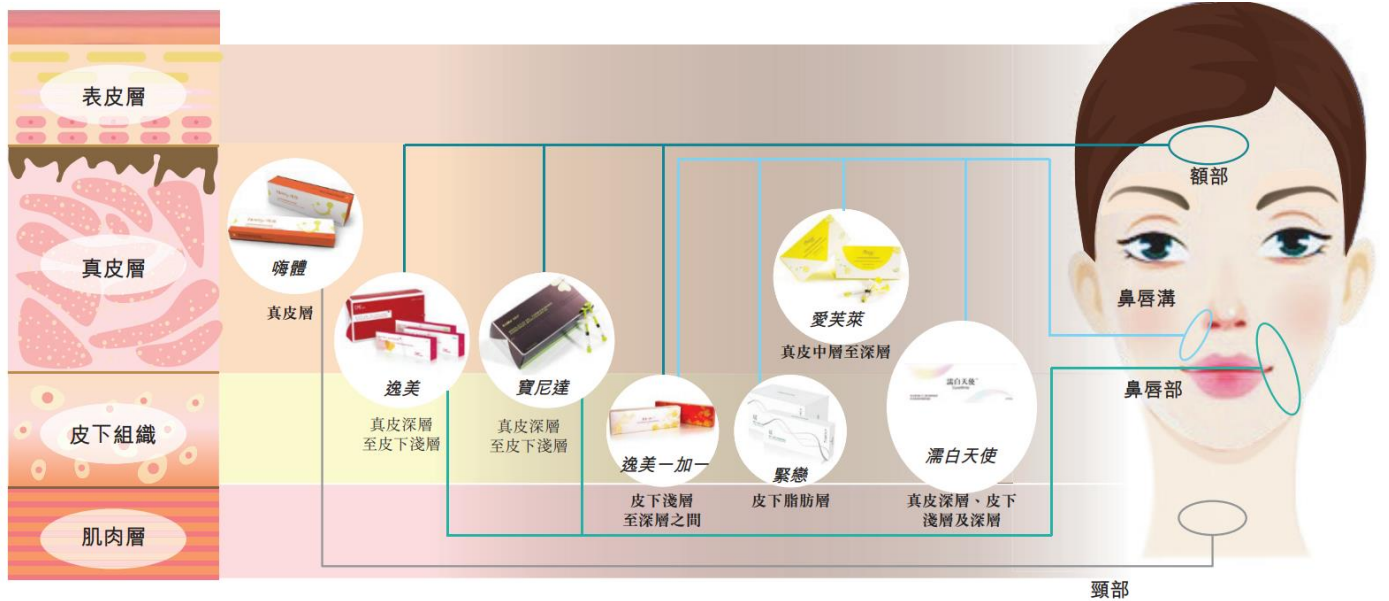 表皮層
真皮層
皮下組織
肌肉層
嗨體
真皮層
逸美
真皮深層
至皮下淺層
寶尼達
真皮深層
至皮下淺層
逸美一加一
皮下淺層
至深層之間
緊戀
皮下脂肪層
愛芙萊
真皮中層至深層
濡白天使
濡白天使
真皮深層、皮下
淺層及深層
額部
鼻唇溝
鼻唇部
頸部